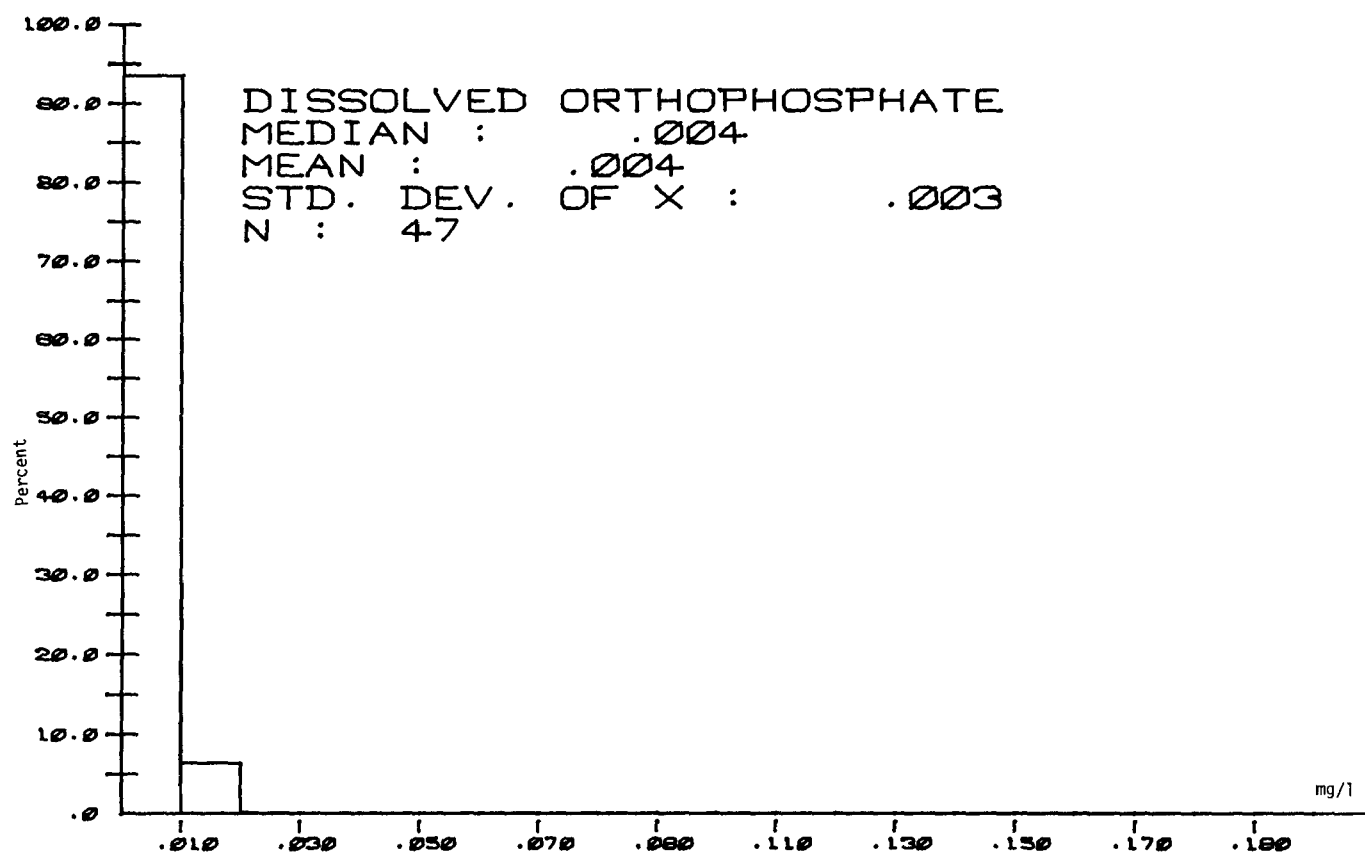 100.0
90.0
80.0
70.0
60.0
50.0
40.0
30.0
20.0
10.0
.0
Percent
DISSOLVED ORTHOPHOSPHATE
MEDIAN : .004
MEAN : .004
STD. DEV. OF X : .003
N : 47
mg/l
.010 .030 .050 .070 .090 .110 .130 .150 .170 .190